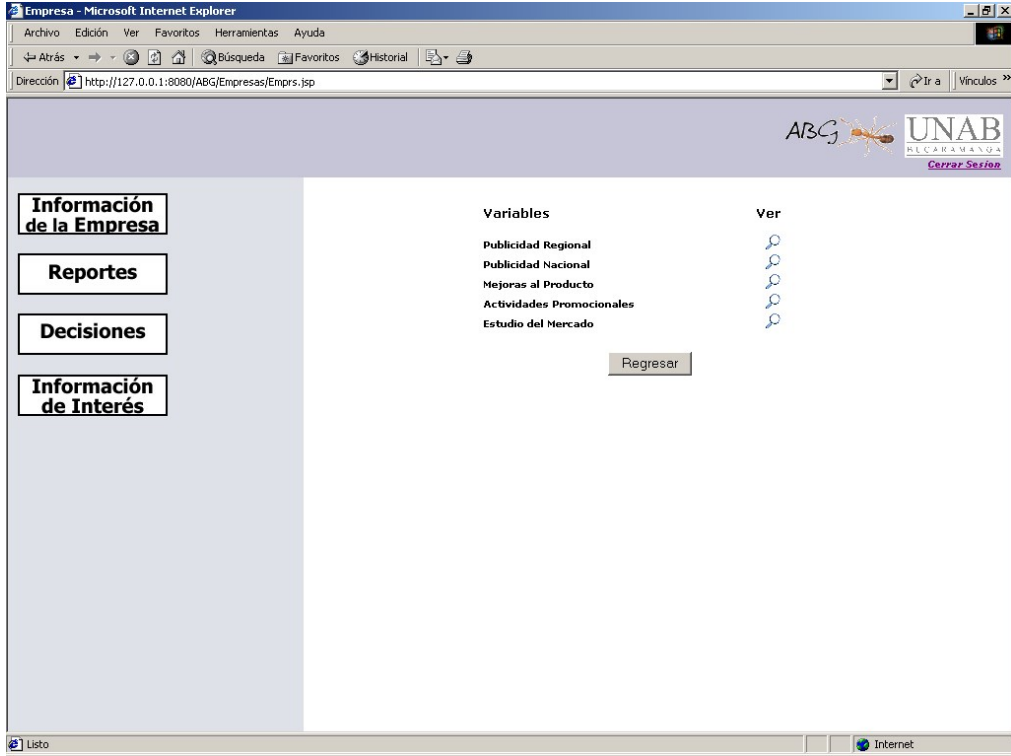 Empresa - Microsoft Internet Explorer
Archivo Edición Ver Favoritos Herramientas Ayuda
Atrás Búsqueda Favoritos Historial
Dirección http://127.0.0.1:8080/ABG/Empresas/Emprs.jsp Ir a Vínculos »
ABG UNAB
BUCARAMANGA
Cerrar Sesion
Información
de la Empresa
Reportes
Decisiones
Información
de Interés
Variables Ver
Publicidad Regional
Publicidad Nacional
Mejoras al Producto
Actividades Promocionales
Estudio del Mercado
Regresar
Listo Internet